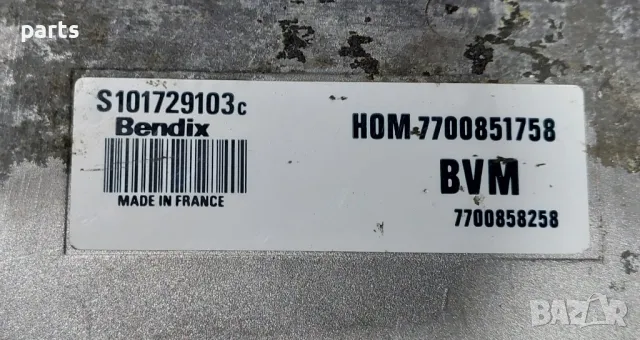 parts
S101729103c
Bendix
MADE IN FRANCE
HOM-7700851758
BVM
7700858258
BAZAR